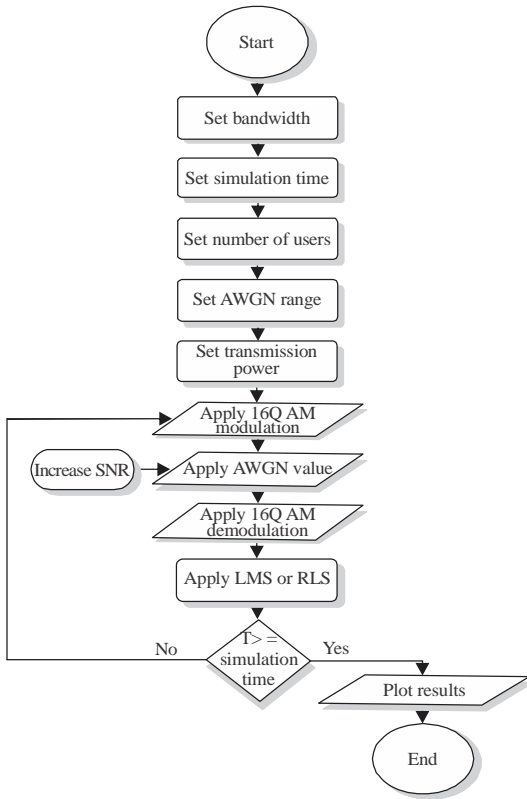 Start
Set bandwidth
Set simulation time
Set number of users
Set AWGN range
Set transmission
power
Apply 16Q AM
modulation
Increase SNR
Apply AWGN value
Apply 16Q AM
demodulation
Apply LMS or RLS
T> =
simulation
time
No
Yes
Plot results
End